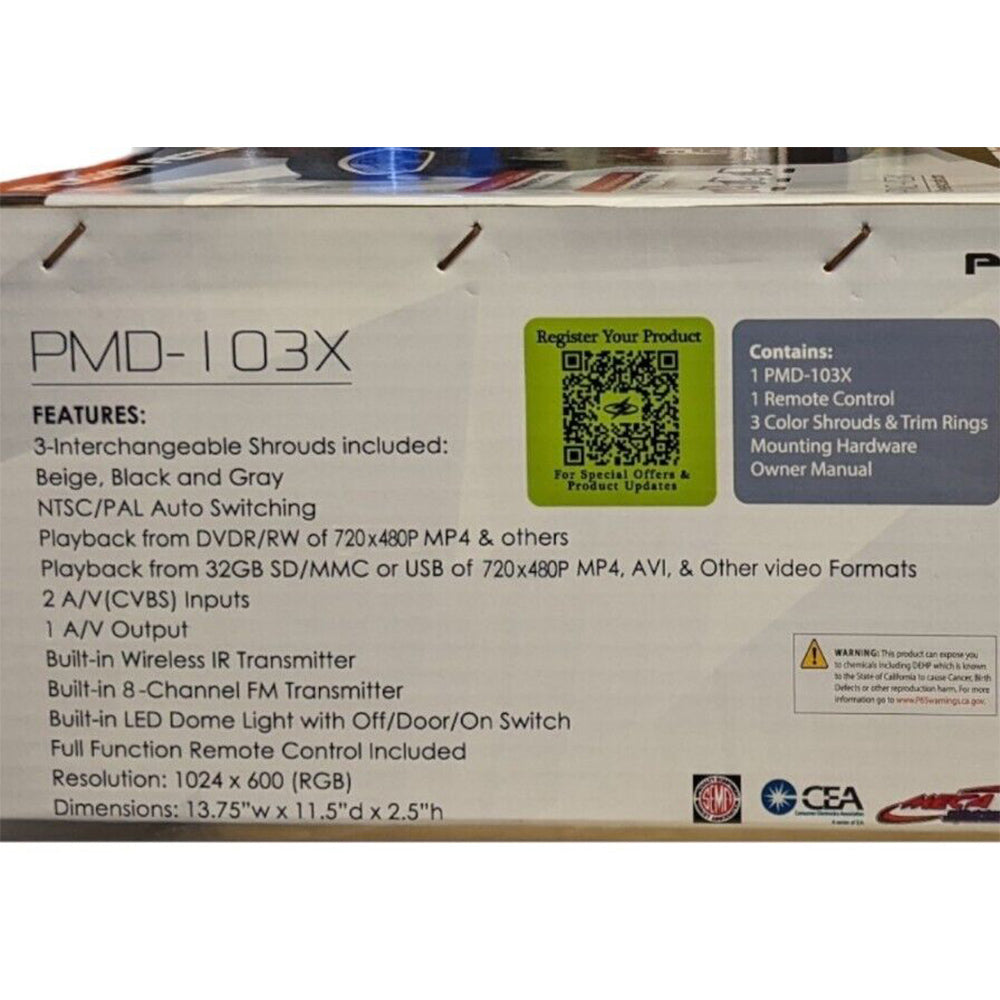 PMD-103X
FEATURES:
3-Interchangeable Shrouds included:
Beige, Black and Gray
NTSC/PAL Auto Switching
Playback from DVDR/RW of 720x480P MP4 & others
Playback from 32GB SD/MMC or USB of 720x480P MP4, AVI, & Other video Formats
2 A/V(CVBS) Inputs
1 A/V Output
Built-in Wireless IR Transmitter
Built-in 8-Channel FM Transmitter
Built-in LED Dome Light with Off/Door/On Switch
Full Function Remote Control Included
Resolution: 1024 x 600 (RGB)
Dimensions: 13.75"w x 11.5"d x 2.5"h
Register Your Product
For Special Offers &
Product Updates
Contains:
1 PMD-103X
1 Remote Control
3 Color Shrouds & Trim Rings
Mounting Hardware
Owner Manual
WARNING: This product can expose you
to chemicals including DEHP which is known
to the State of California to cause Cancer, Birth
Defects or other reproduction harm. For more
information go to www.P65warnings.ca.gov.
SEMA
CEA
Consumer Electronics Association
MECA